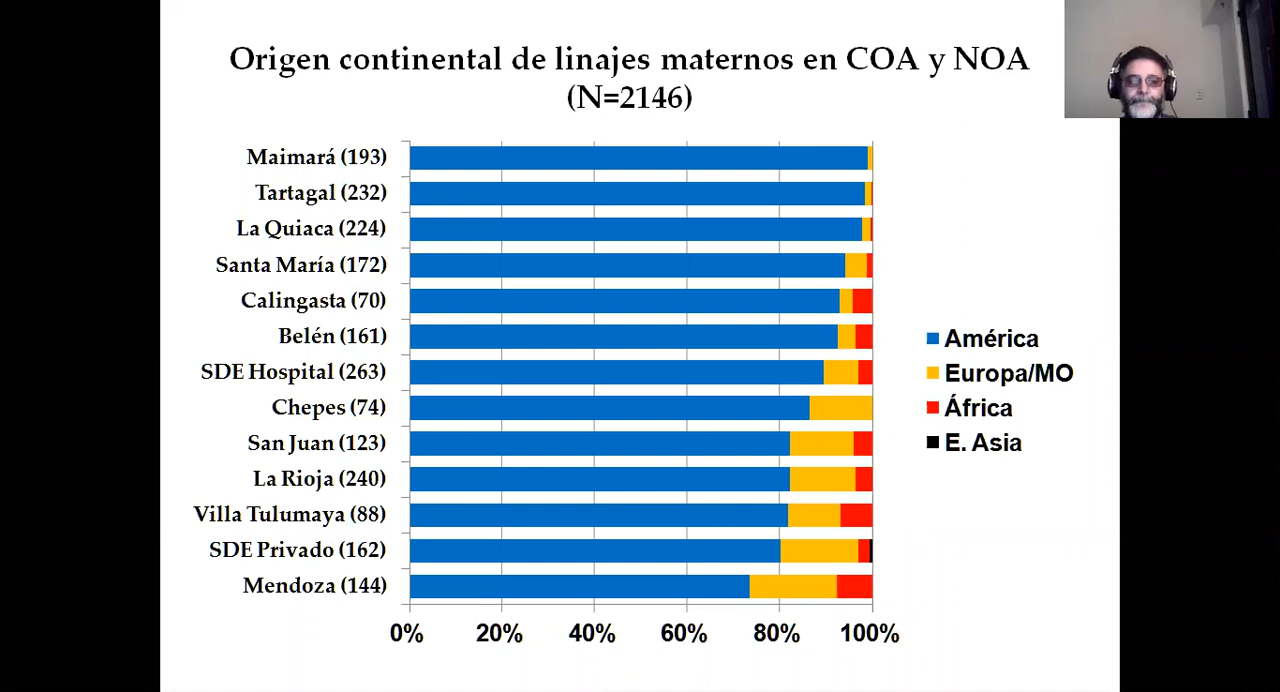 Origen continental de linajes maternos en COA y NOA
(N=2146)
Maimará (193)
Tartagal (232)
La Quiaca (224)
Santa María (172)
Calingasta (70)
Belén (161)
SDE Hospital (263)
Chepes (74)
San Juan (123)
La Rioja (240)
Villa Tulumaya (88)
SDE Privado (162)
Mendoza (144)
0% 20% 40% 60% 80% 100%
América
Europa/MO
África
E. Asia